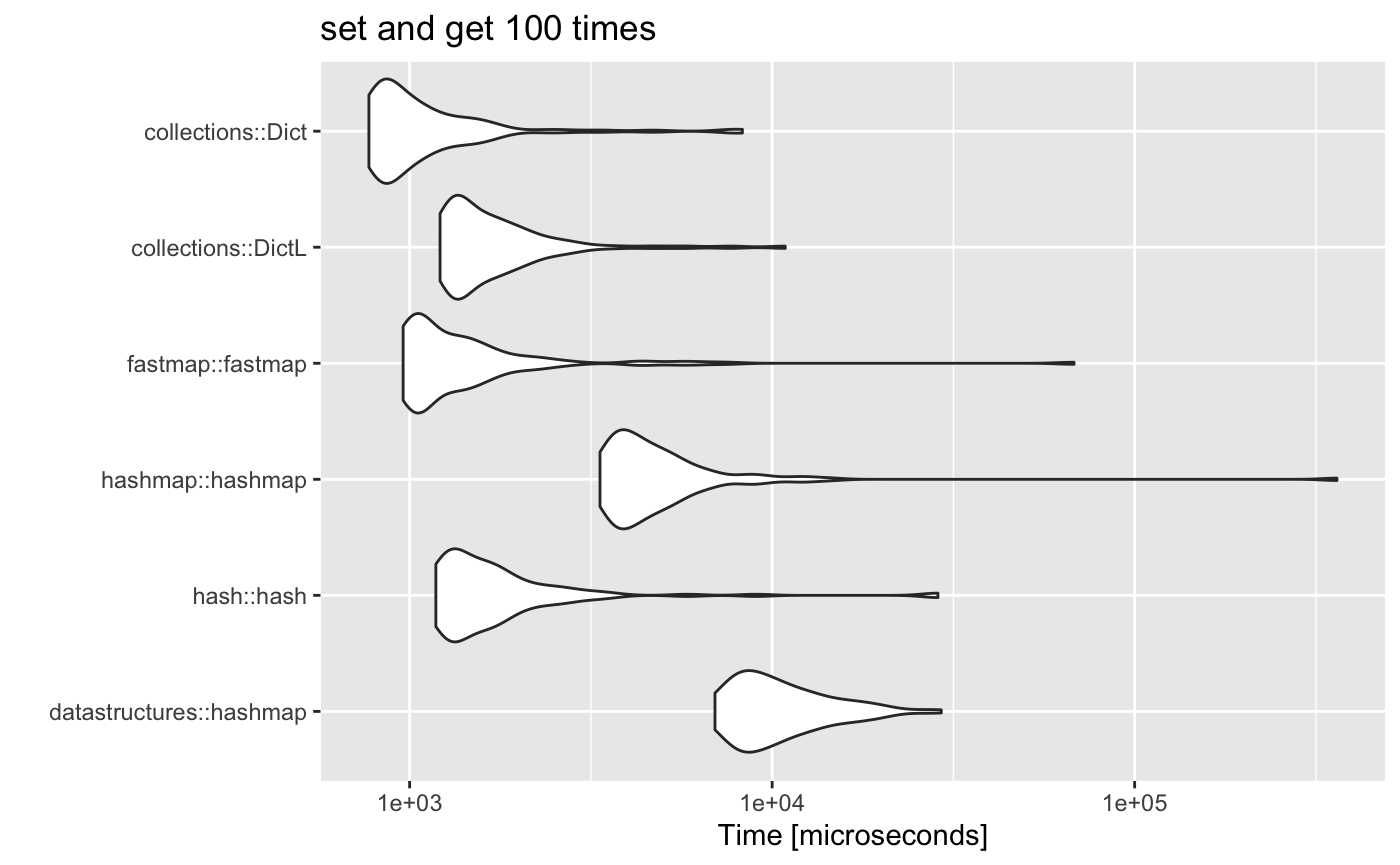 set and get 100 times
collections::Dict
collections::DictL
fastmap::fastmap
hashmap::hashmap
hash::hash
datastructures::hashmap
1e+03 1e+04 1e+05
Time [microseconds]